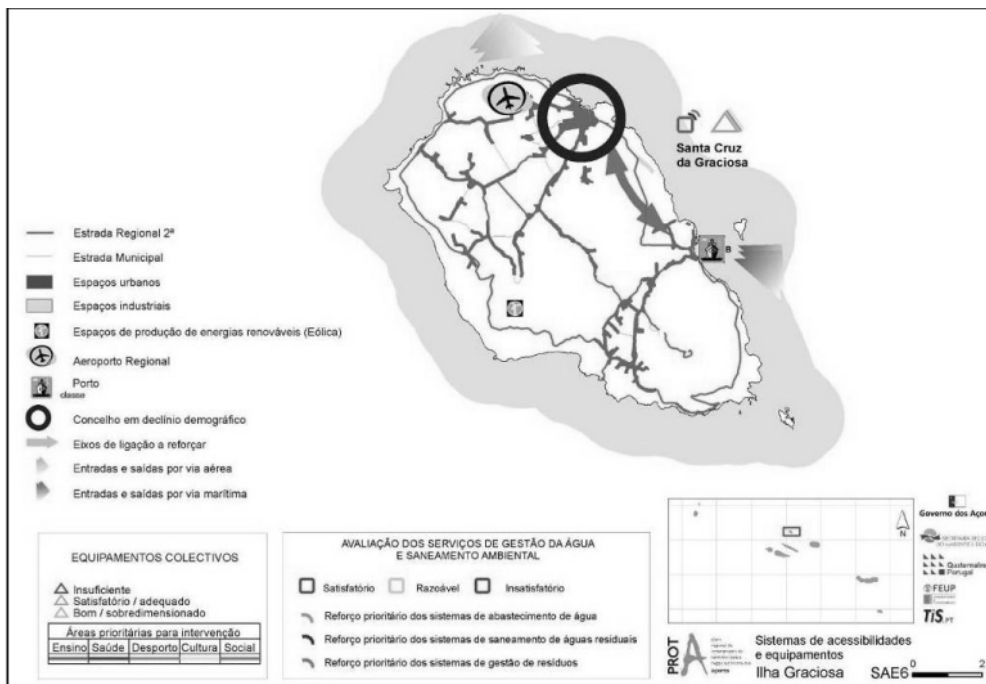 Santa Cruz
da Graciosa
B
Estrada Regional 2ª
Estrada Municipal
Espaços urbanos
Espaços industriais
Espaços de produção de energias renováveis (Eólica)
Aeroporto Regional
Porto
classe
Concelho em declínio demográfico
Eixos de ligação a reforçar
Entradas e saídas por via aérea
Entradas e saídas por via marítima
EQUIPAMENTOS COLECTIVOS
Insuficiente
Satisfatório / adequado
Bom / sobredimensionado
Áreas prioritárias para intervenção
Ensino Saúde Desporto Cultura Social
AVALIAÇÃO DOS SERVIÇOS DE GESTÃO DA ÁGUA
E SANEAMENTO AMBIENTAL
Satisfatório Razoável Insatisfatório
Reforço prioritário dos sistemas de abastecimento de água
Reforço prioritário dos sistemas de saneamento de águas residuais
Reforço prioritário dos sistemas de gestão de resíduos
N
Governo dos Açor
Quaternaire
Portugal
FEUP
TiS.PT
PROT A
Sistemas de acessibilidades
e equipamentos
Ilha Graciosa SAE6 0 2